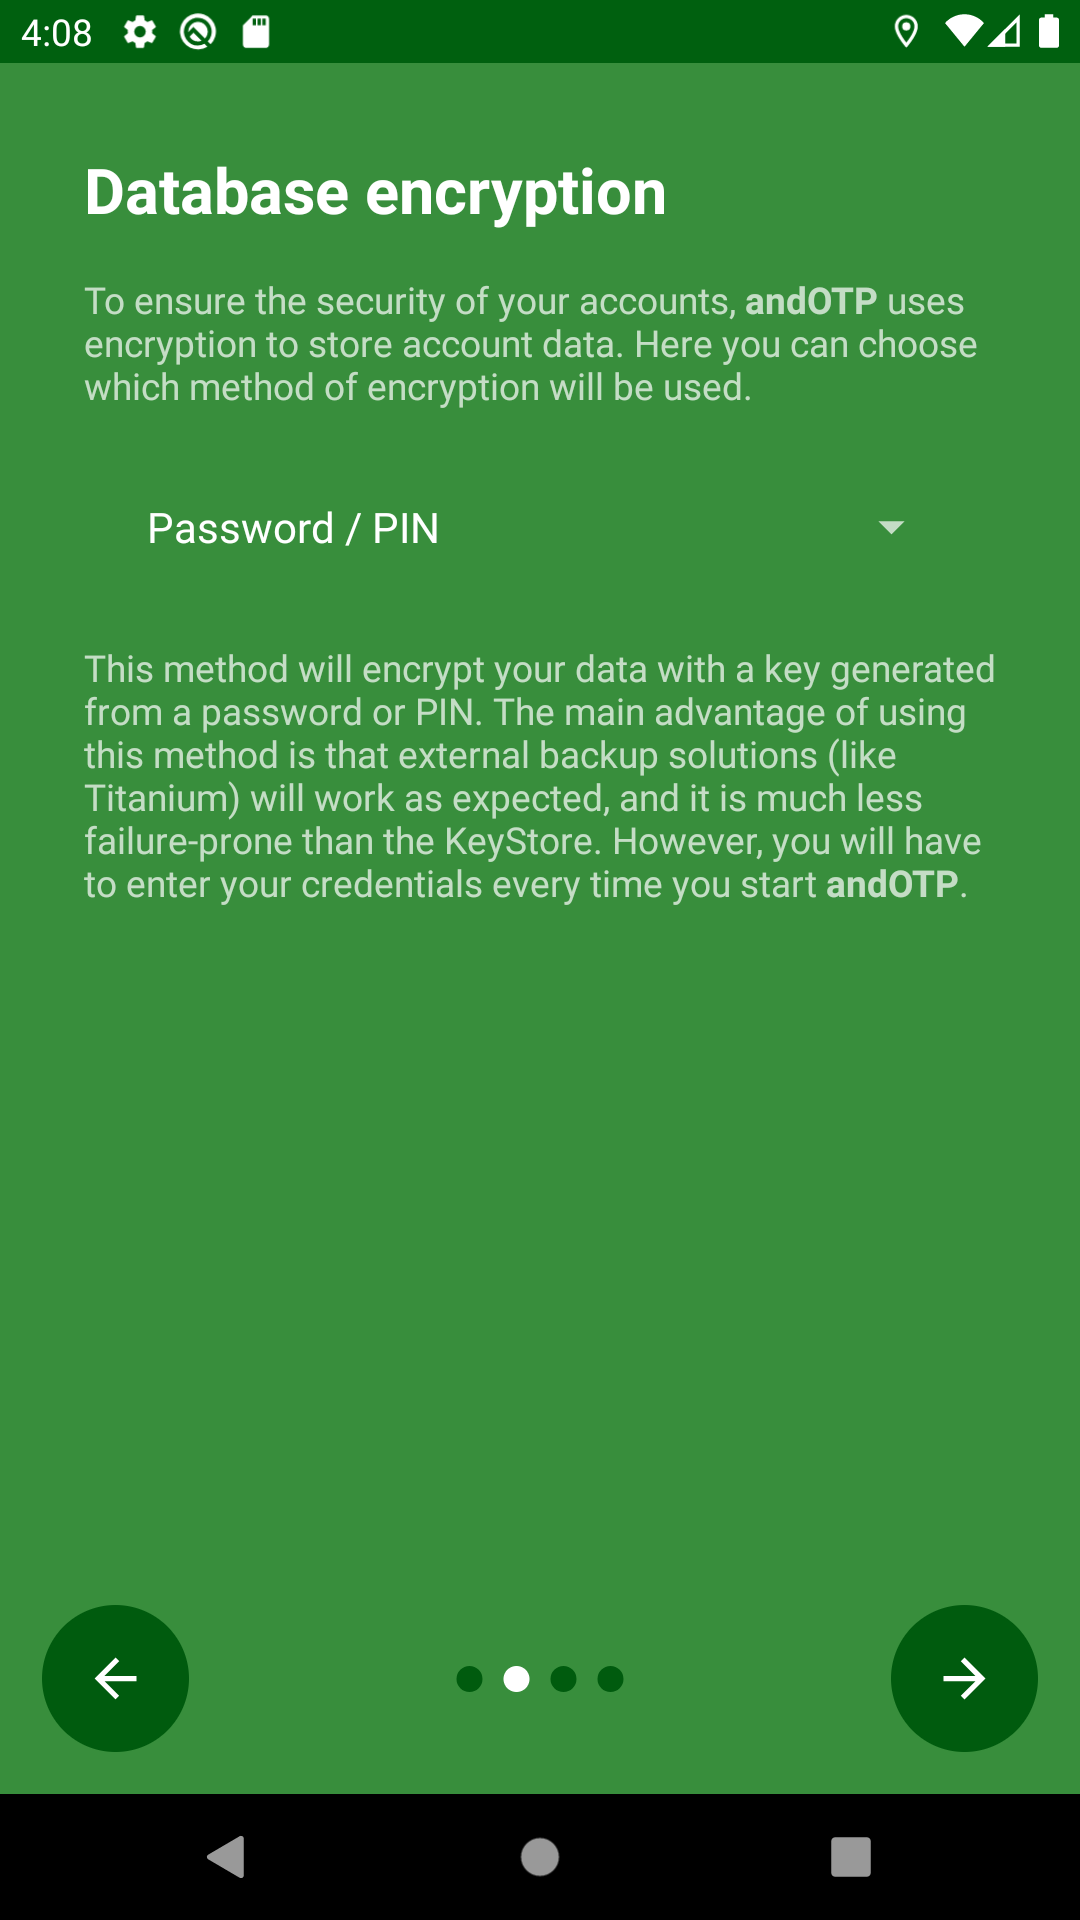 4:08
Database encryption
To ensure the security of your accounts, andOTP uses
encryption to store account data. Here you can choose
which method of encryption will be used.
Password / PIN
This method will encrypt your data with a key generated
from a password or PIN. The main advantage of using
this method is that external backup solutions (like
Titanium) will work as expected, and it is much less
failure-prone than the KeyStore. However, you will have
to enter your credentials every time you start andOTP.